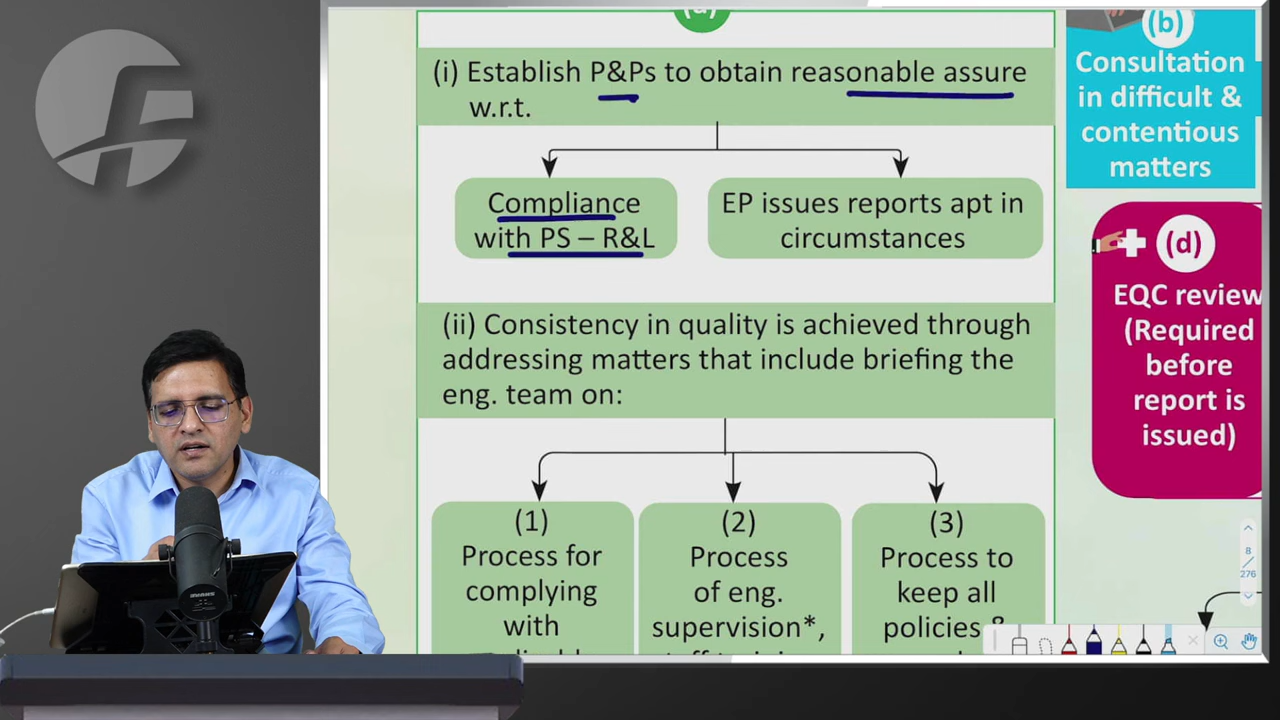 (i) Establish P&Ps to obtain reasonable assure
w.r.t.
Compliance
with PS – R&L
EP issues reports apt in
circumstances
(ii) Consistency in quality is achieved through
addressing matters that include briefing the
eng. team on:
(1)
Process for
complying
with
(2)
Process
of eng.
supervision*,
(3)
Process to
keep all
policies &
(b)
Consultation
in difficult &
contentious
matters
(d)
EQC review
(Required
before
report is
issued)
8
276